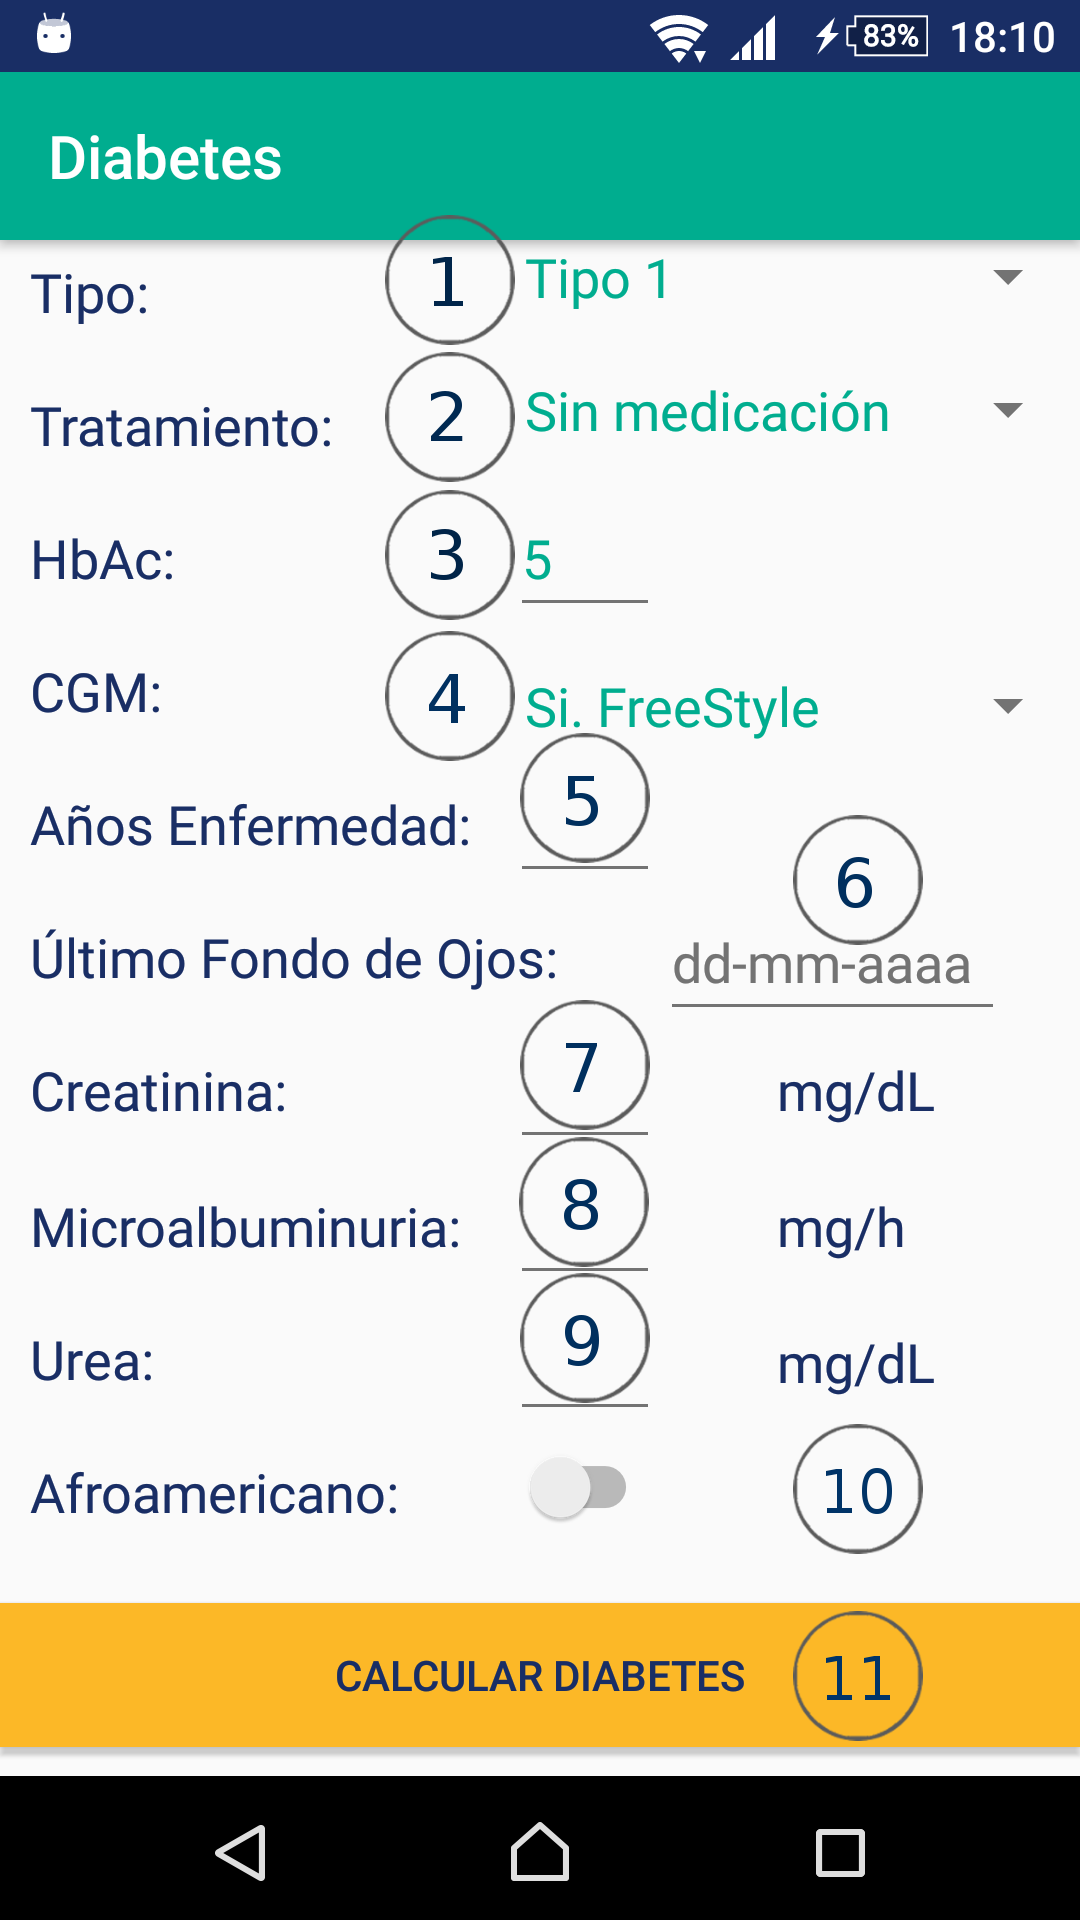 83% 18:10
Diabetes
Tipo: 1 Tipo 1
Tratamiento: 2 Sin medicación
HbAc: 3 5
CGM: 4 Si. FreeStyle
Años Enfermedad: 5
6
Último Fondo de Ojos: dd-mm-aaaa
Creatinina: 7 mg/dL
Microalbuminuria: 8 mg/h
Urea: 9 mg/dL
Afroamericano: 10
CALCULAR DIABETES 11